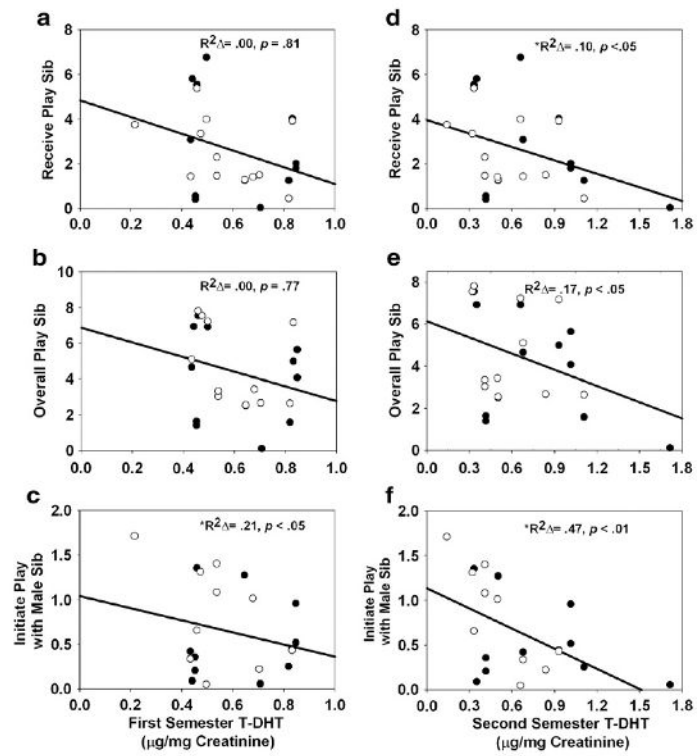 a
R²Δ= .00, p = .81
Receive Play Sib
8
6
4
2
0
0.0 0.2 0.4 0.6 0.8 1.0
d
*R²Δ= .10, p <.05
Receive Play Sib
8
6
4
2
0
0.0 0.3 0.6 0.9 1.2 1.5 1.8
b
R²Δ= .00, p = .77
Overall Play Sib
10
8
6
4
2
0
0.0 0.2 0.4 0.6 0.8 1.0
e
R²Δ= .17, p < .05
Overall Play Sib
8
6
4
2
0
0.0 0.3 0.6 0.9 1.2 1.5 1.8
c
*R²Δ= .21, p < .05
Initiate Play
with Male Sib
2.0
1.5
1.0
0.5
0.0
0.0 0.2 0.4 0.6 0.8 1.0
First Semester T-DHT
(µg/mg Creatinine)
f
*R²Δ= .47, p < .01
Initiate Play
with Male Sib
2.0
1.5
1.0
0.5
0.0
0.0 0.3 0.6 0.9 1.2 1.5 1.8
Second Semester T-DHT
(µg/mg Creatinine)